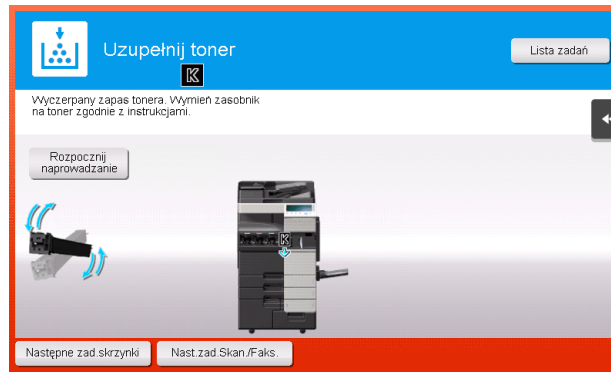 Uzupełnij toner
Lista zadań
K
Wyczerpany zapas tonera. Wymień zasobnik
na toner zgodnie z instrukcjami.
Rozpocznij
naprowadzanie
K
Następne zad.skrzynki
Nast.zad.Skan./Faks.